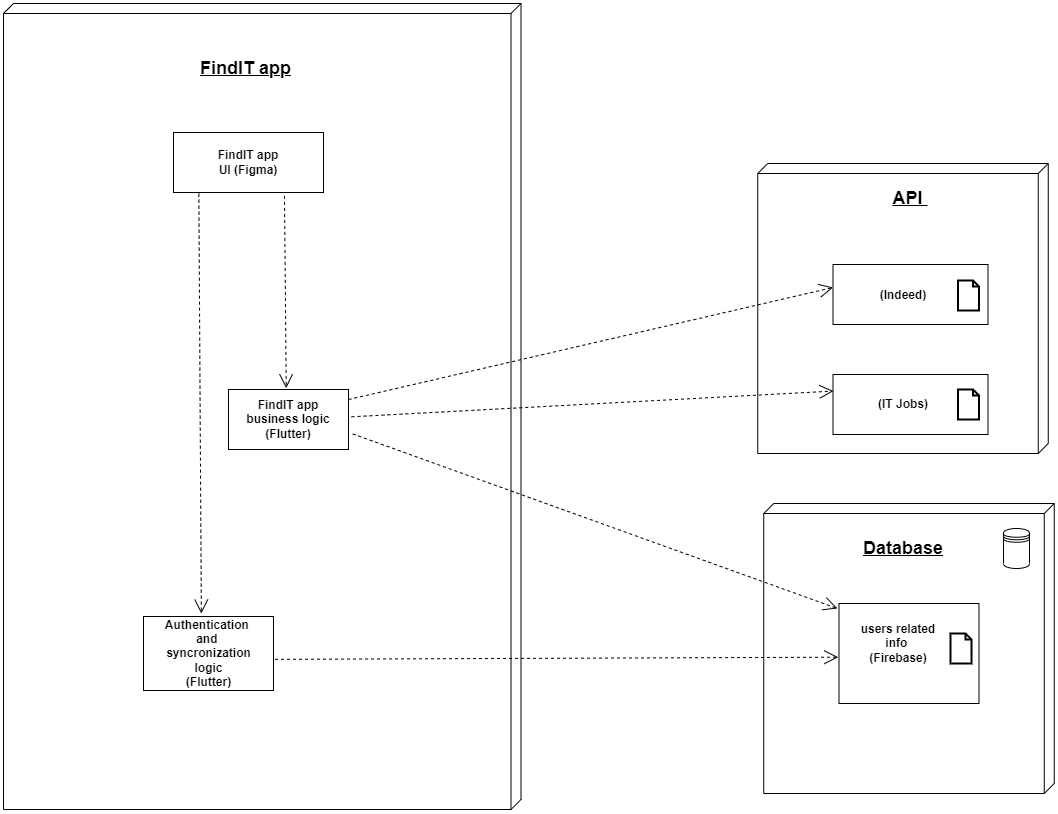 FindIT app
FindIT app
UI (Figma)
FindIT app
business logic
(Flutter)
Authentication
and
syncronization
logic
(Flutter)
API
(Indeed)
(IT Jobs)
Database
users related
info
(Firebase)